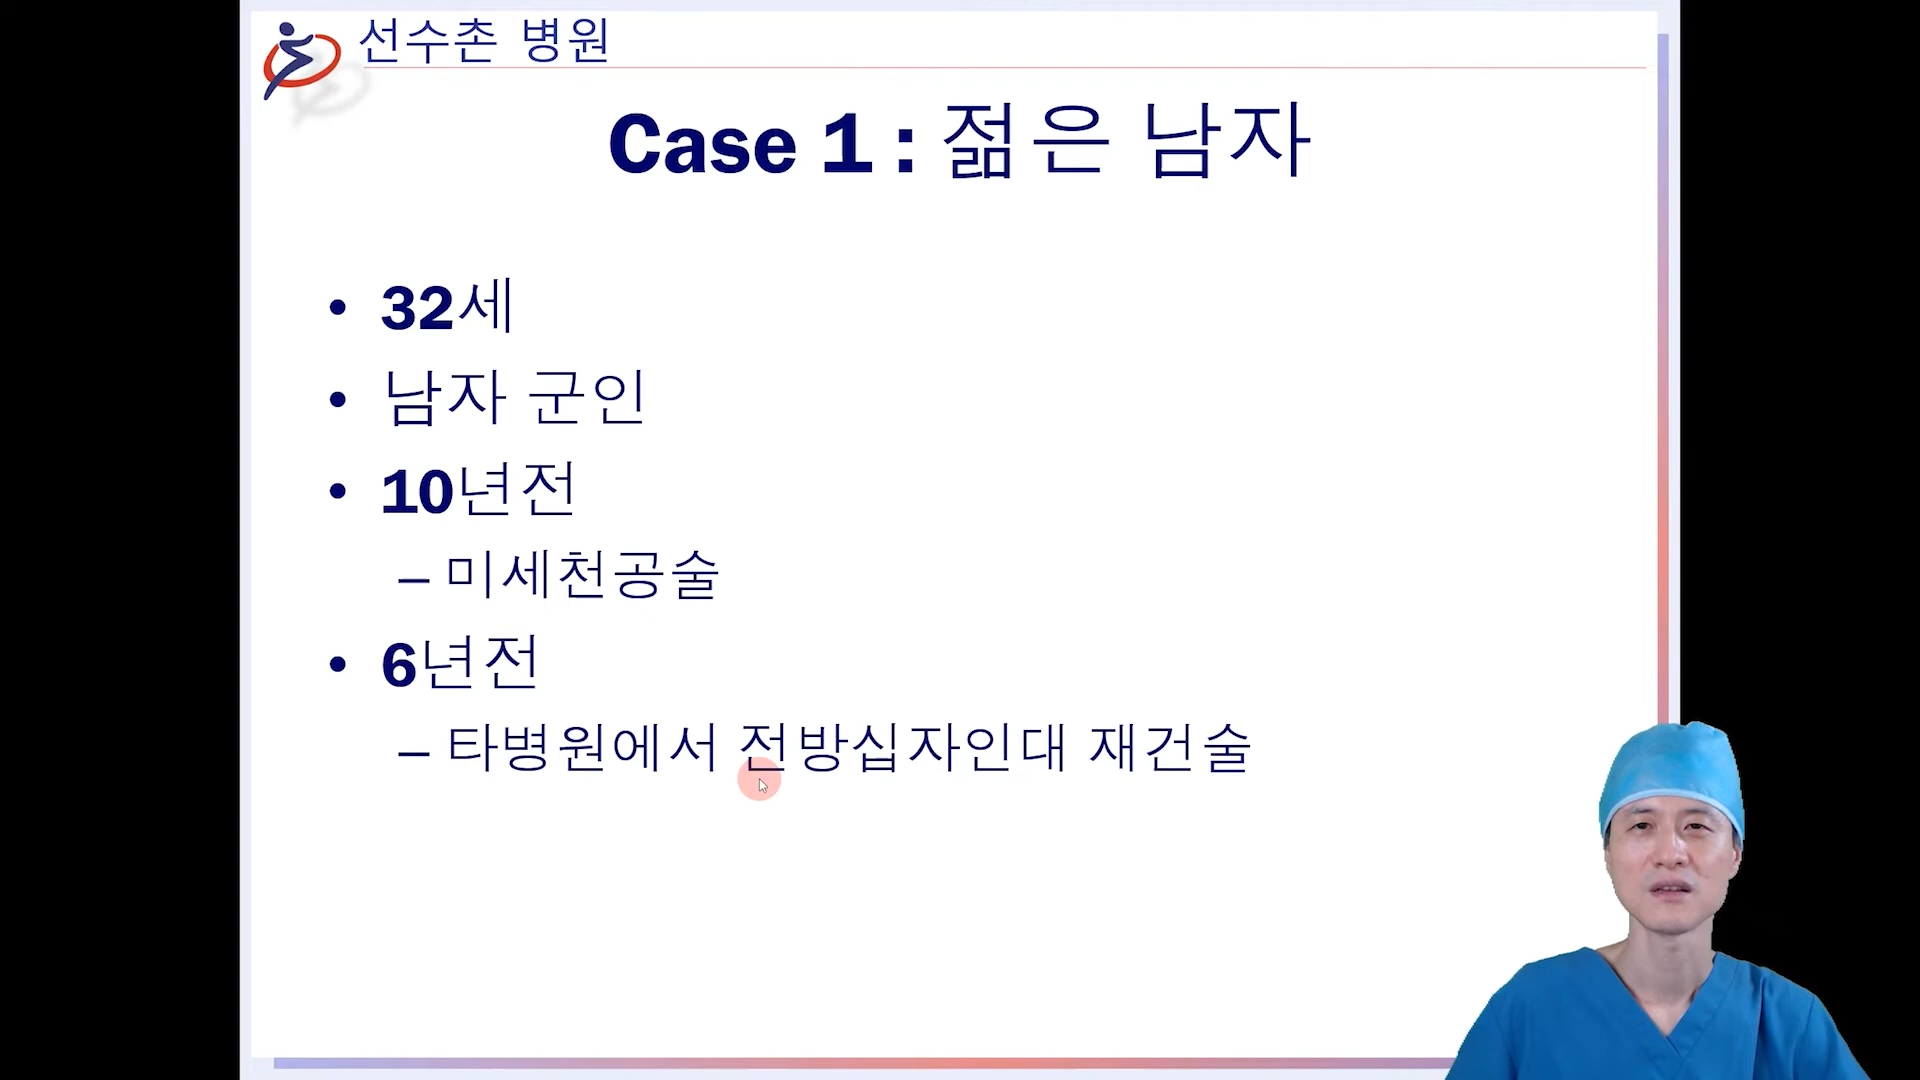 선수촌 병원
Case 1 : 젊은 남자
• 32세
• 남자 군인
• 10년전
– 미세천공술
• 6년전
– 타병원에서 전방십자인대 재건술